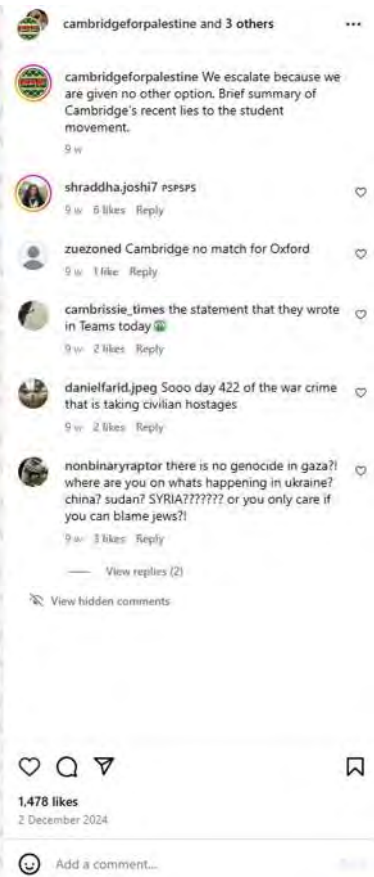 cambridgeforpalestine and 3 others
cambridgeforpalestine We escalate because we
are given no other option. Brief summary of
Cambridge's recent lies to the student
movement.
9 w
shraddha.joshi7 PSPSPS
9 w 6 likes Reply
zuezoned Cambridge no match for Oxford
9 w 1 like Reply
cambrissie_times the statement that they wrote
in Teams today
9 w 2 likes Reply
danielfarid.jpeg Sooo day 422 of the war crime
that is taking civilian hostages
9 w 2 likes Reply
nonbinaryraptor there is no genocide in gaza?!
where are you on whats happening in ukraine?
china? sudan? SYRIA??????? or you only care if
you can blame jews?!
9 w 3 likes Reply
View replies (2)
View hidden comments
1,478 likes
2 December 2024
Add a comment...